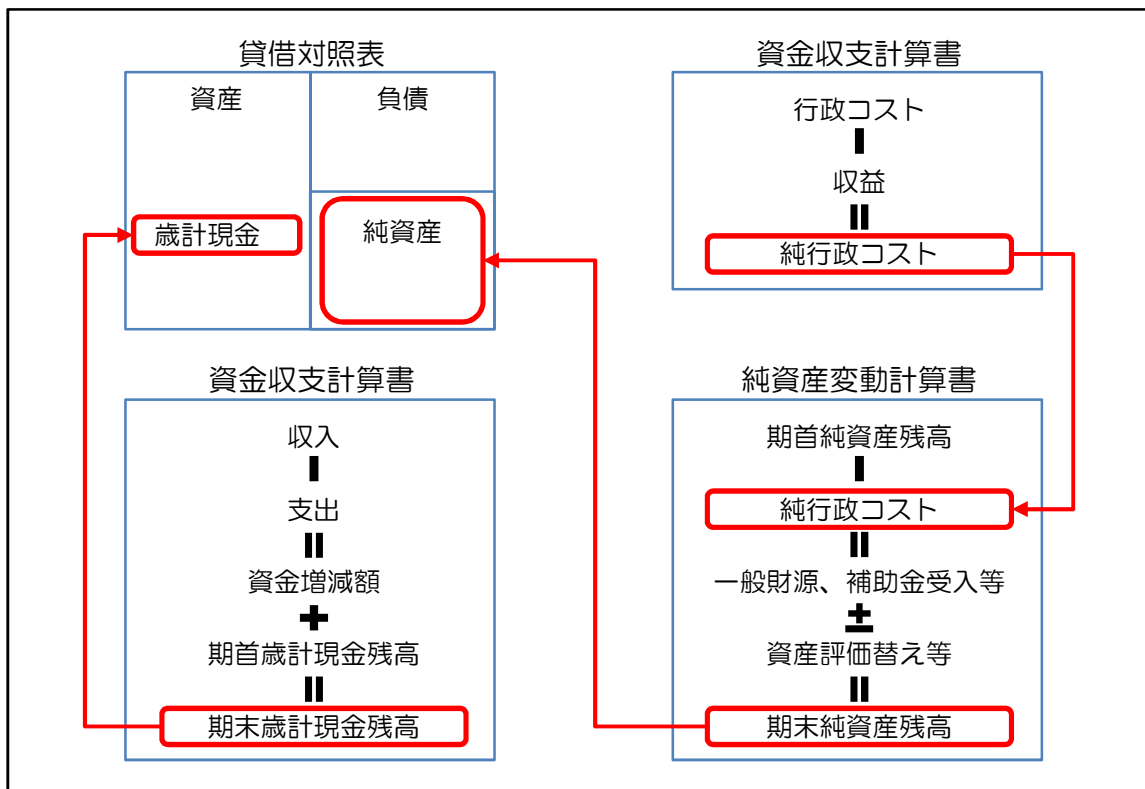 貸借対照表
資産
負債
歳計現金
純資産
資金収支計算書
行政コスト
－
収益
＝
純行政コスト
資金収支計算書
収入
－
支出
＝
資金増減額
＋
期首歳計現金残高
＝
期末歳計現金残高
純資産変動計算書
期首純資産残高
－
純行政コスト
＝
一般財源、補助金受入等
±
資産評価替え等
＝
期末純資産残高